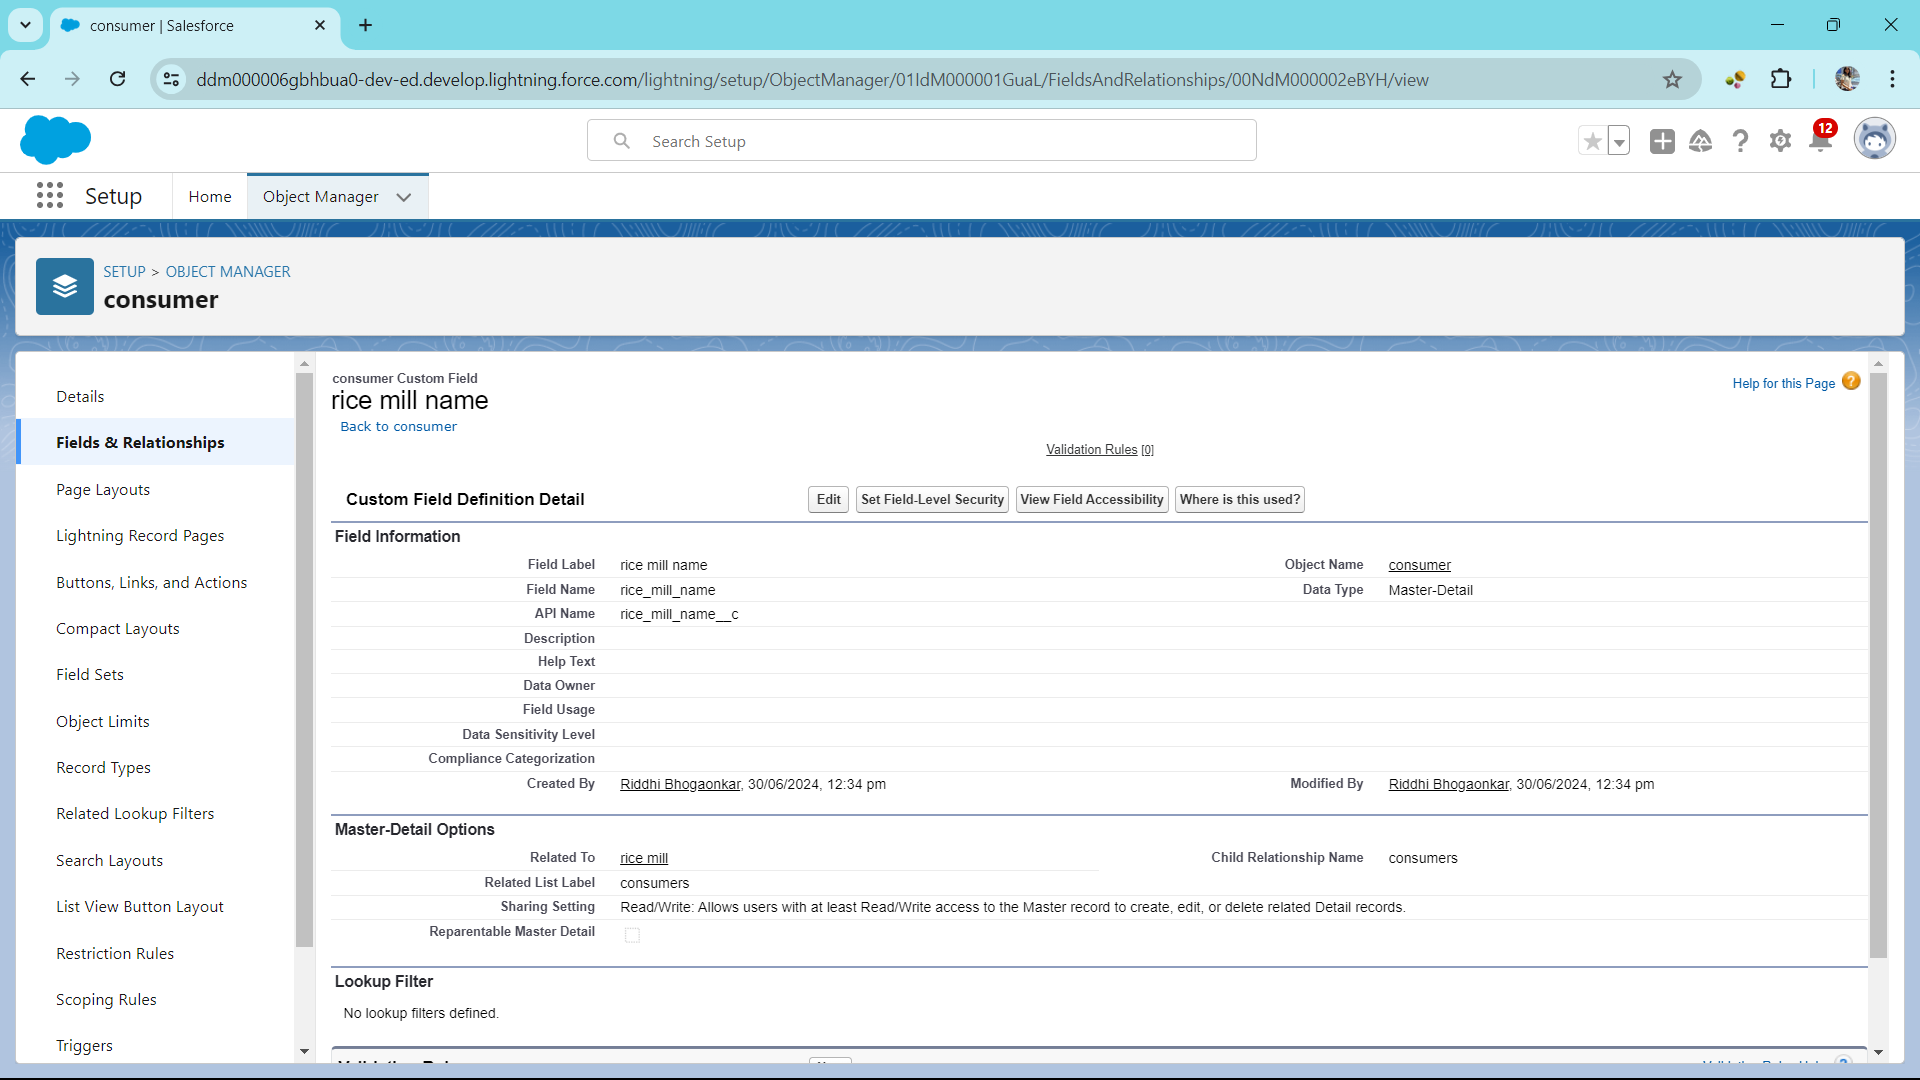 consumer | Salesforce
ddm000006gbhbua0-dev-ed.develop.lightning.force.com/lightning/setup/ObjectManager/01IdM000001GuaL/FieldsAndRelationships/00NdM000002eBYH/view
Search Setup
12
Setup
Home
Object Manager
SETUP > OBJECT MANAGER
consumer
Details
Fields & Relationships
Page Layouts
Lightning Record Pages
Buttons, Links, and Actions
Compact Layouts
Field Sets
Object Limits
Record Types
Related Lookup Filters
Search Layouts
List View Button Layout
Restriction Rules
Scoping Rules
Triggers
consumer Custom Field
rice mill name
Back to consumer
Help for this Page
Validation Rules [0]
Custom Field Definition Detail
Edit
Set Field-Level Security
View Field Accessibility
Where is this used?
Field Information
Field Label rice mill name Object Name consumer
Field Name rice_mill_name Data Type Master-Detail
API Name rice_mill_name__c
Description
Help Text
Data Owner
Field Usage
Data Sensitivity Level
Compliance Categorization
Created By Riddhi Bhogaonkar, 30/06/2024, 12:34 pm Modified By Riddhi Bhogaonkar, 30/06/2024, 12:34 pm
Master-Detail Options
Related To rice mill Child Relationship Name consumers
Related List Label consumers
Sharing Setting Read/Write: Allows users with at least Read/Write access to the Master record to create, edit, or delete related Detail records.
Reparentable Master Detail
Lookup Filter
No lookup filters defined.